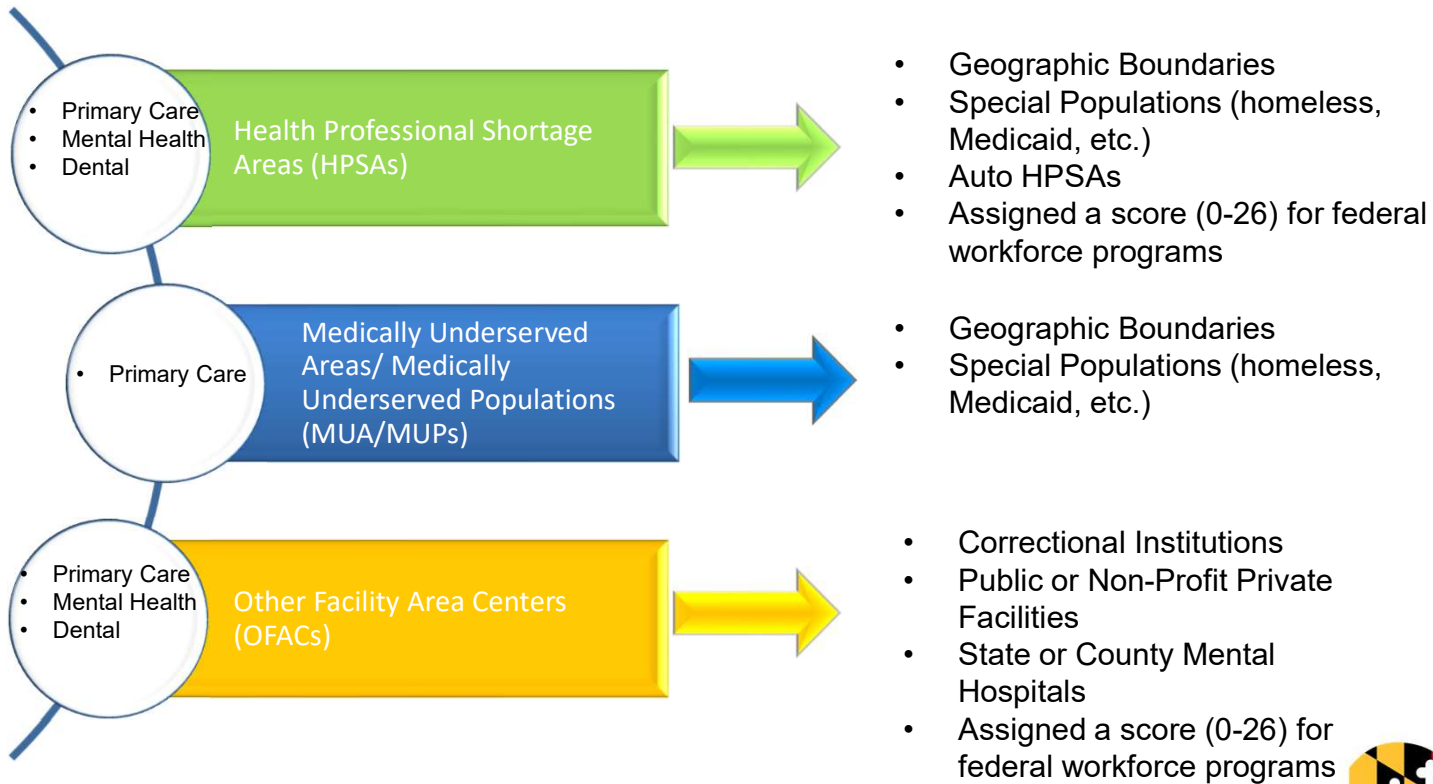 • Primary Care
• Mental Health
• Dental
Health Professional Shortage
Areas (HPSAs)
• Geographic Boundaries
• Special Populations (homeless,
Medicaid, etc.)
• Auto HPSAs
• Assigned a score (0-26) for federal
workforce programs
• Primary Care
Medically Underserved
Areas/ Medically
Underserved Populations
(MUA/MUPs)
• Geographic Boundaries
• Special Populations (homeless,
Medicaid, etc.)
• Primary Care
• Mental Health
• Dental
Other Facility Area Centers
(OFACs)
• Correctional Institutions
• Public or Non-Profit Private
Facilities
• State or County Mental
Hospitals
• Assigned a score (0-26) for
federal workforce programs